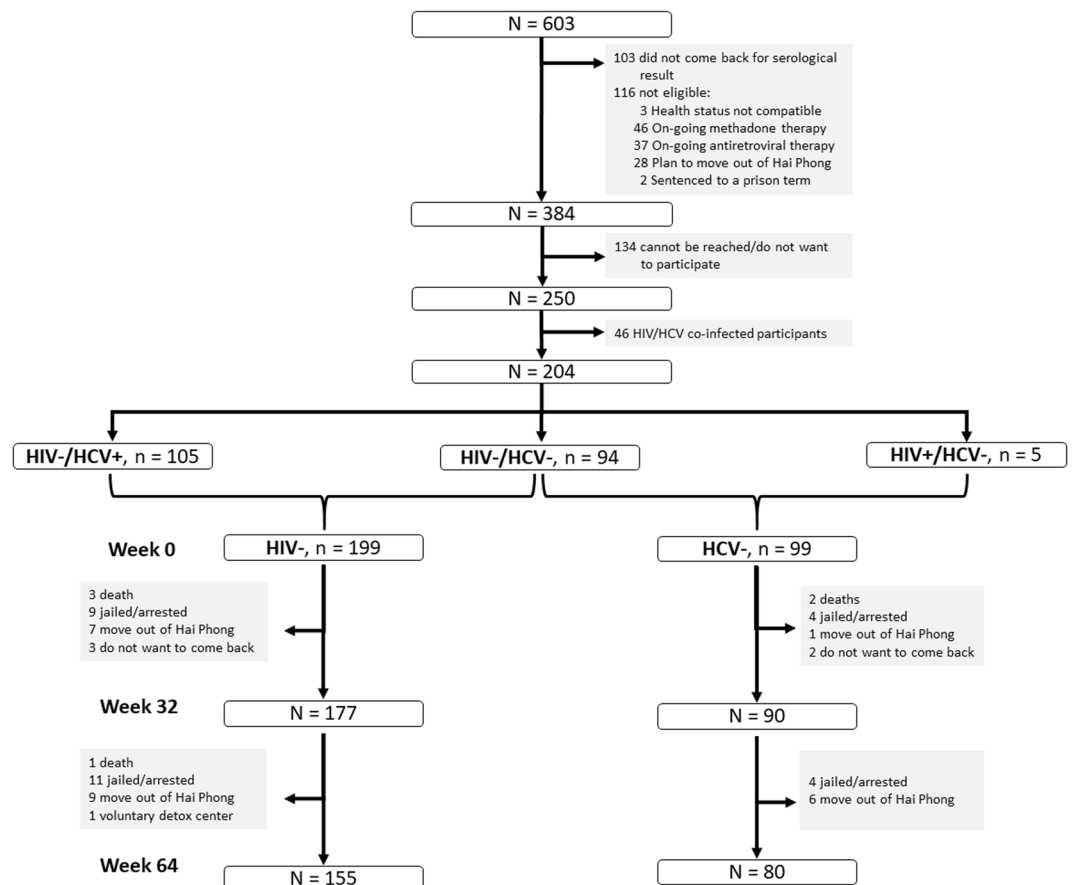 N = 603
103 did not come back for serological
result
116 not eligible:
3 Health status not compatible
46 On-going methadone therapy
37 On-going antiretroviral therapy
28 Plan to move out of Hai Phong
2 Sentenced to a prison term
N = 384
134 cannot be reached/do not want
to participate
N = 250
46 HIV/HCV co-infected participants
N = 204
HIV-/HCV+, n = 105
HIV-/HCV-, n = 94
HIV+/HCV-, n = 5
Week 0
HIV-, n = 199
HCV-, n = 99
3 death
9 jailed/arrested
7 move out of Hai Phong
3 do not want to come back
2 deaths
4 jailed/arrested
1 move out of Hai Phong
2 do not want to come back
Week 32
N = 177
N = 90
1 death
11 jailed/arrested
9 move out of Hai Phong
1 voluntary detox center
4 jailed/arrested
6 move out of Hai Phong
Week 64
N = 155
N = 80